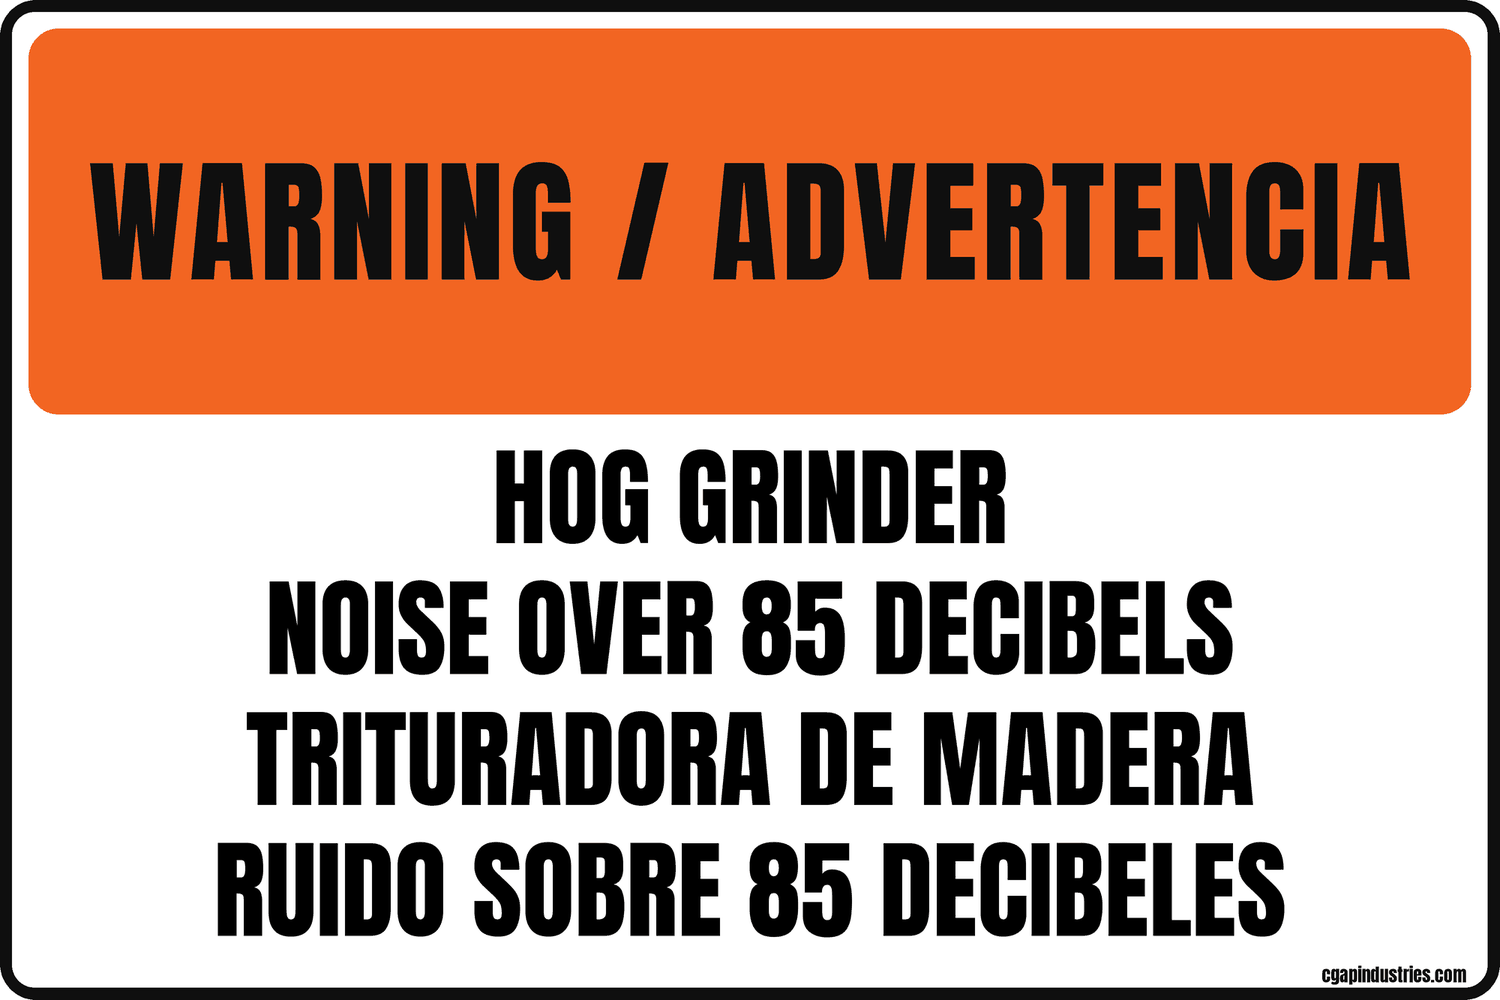 WARNING / ADVERTENCIA
HOG GRINDER
NOISE OVER 85 DECIBELS
TRITURADORA DE MADERA
RUIDO SOBRE 85 DECIBELES
cgapindustries.com